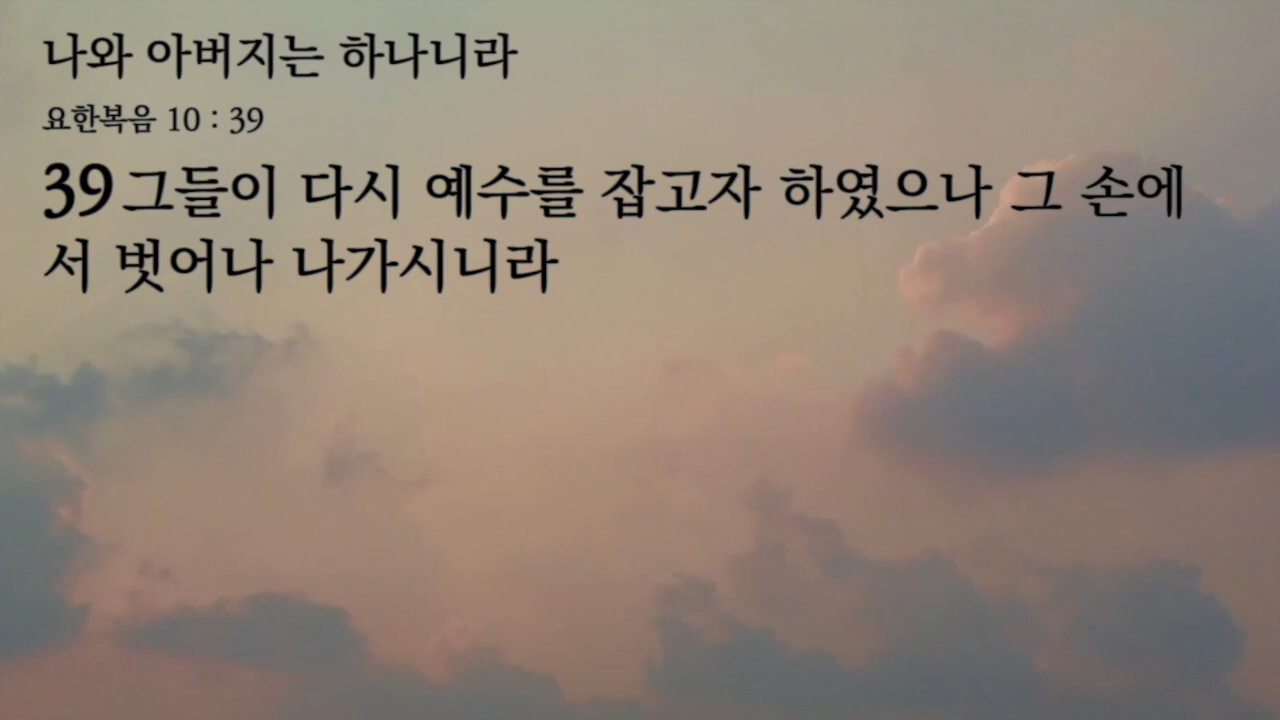 나와 아버지는 하나니라
요한복음 10 : 39
39그들이 다시 예수를 잡고자 하였으나 그 손에
서 벗어나 나가시니라